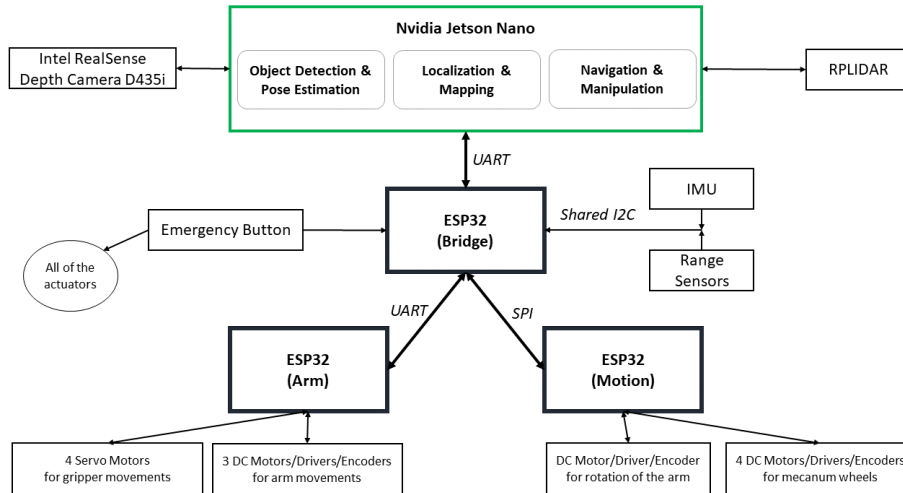 Nvidia Jetson Nano
Intel RealSense
Depth Camera D435i
Object Detection &
Pose Estimation
Localization &
Mapping
Navigation &
Manipulation
RPLIDAR
UART
IMU
Emergency Button
ESP32
(Bridge)
Shared I2C
Range
Sensors
All of the
actuators
UART
SPI
ESP32
(Arm)
ESP32
(Motion)
4 Servo Motors
for gripper movements
3 DC Motors/Drivers/Encoders
for arm movements
DC Motor/Driver/Encoder
for rotation of the arm
4 DC Motors/Drivers/Encoders
for mecanum wheels